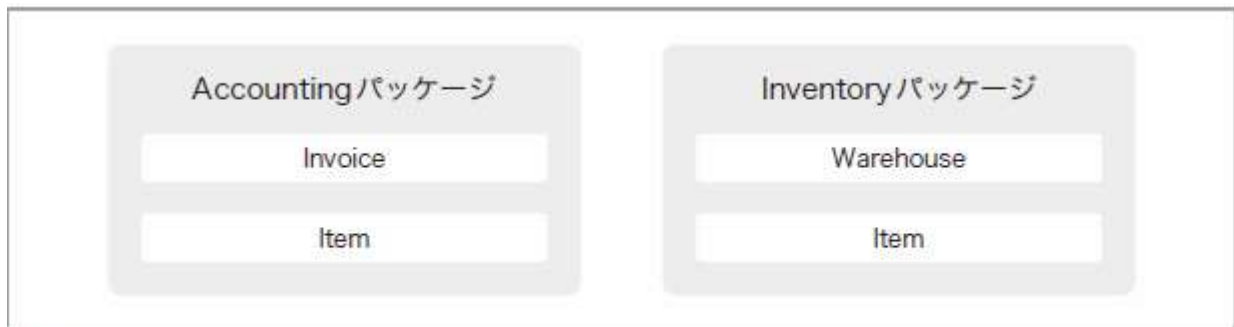 Accountingパッケージ
Invoice
Item
Inventoryパッケージ
Warehouse
Item